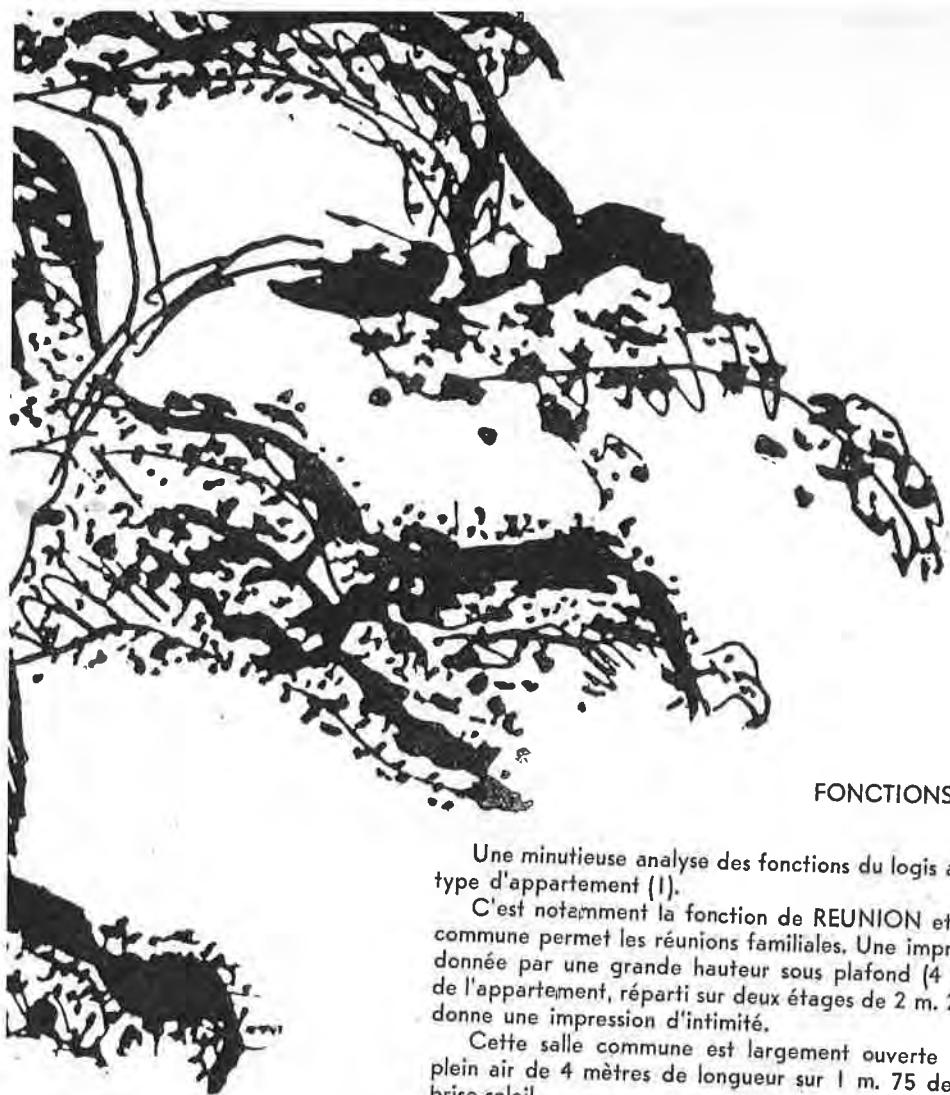 FONCTIONS
Une minutieuse analyse des fonctions du logis
type d'appartement (I).
C'est notamment la fonction de REUNION et
commune permet les réunions familiales. Une impr
donnée par une grande hauteur sous plafond (4
de l'appartement, réparti sur deux étages de 2 m.
donne une impression d'intimité.
Cette salle commune est largement ouverte
plein air de 4 mètres de longueur sur I m. 75 de
brise-soleil